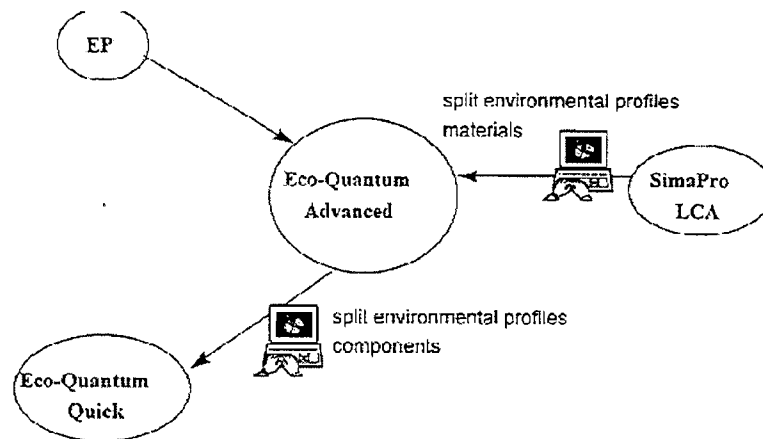 EP
split environmental profiles
materials
Eco-Quantum
Advanced
SimaPro
LCA
split environmental profiles
components
Eco-Quantum
Quick